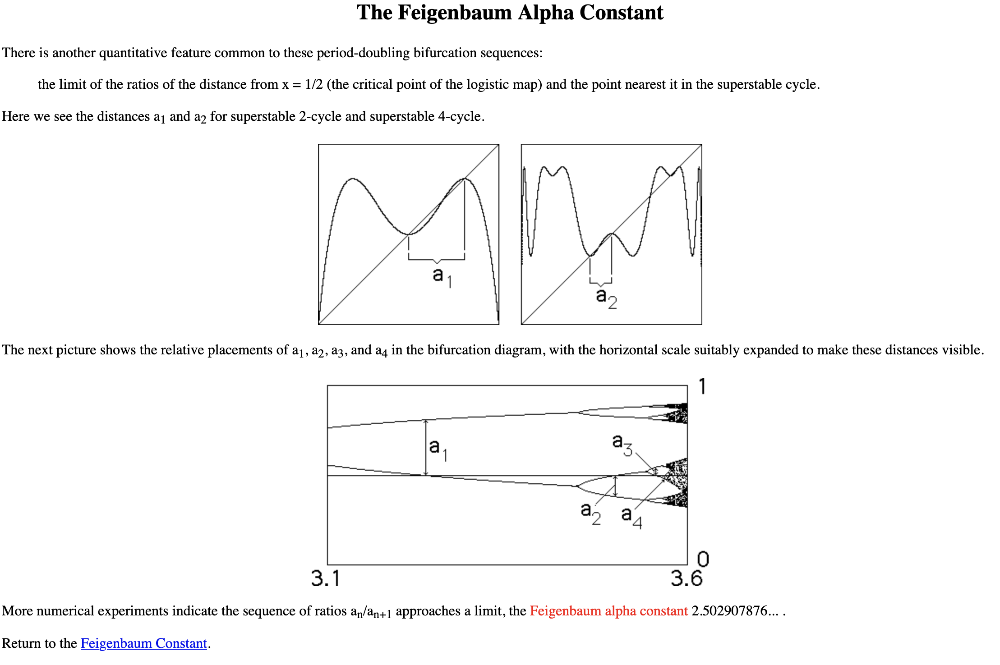 The Feigenbaum Alpha Constant
There is another quantitative feature common to these period-doubling bifurcation sequences:
the limit of the ratios of the distance from x = 1/2 (the critical point of the logistic map) and the point nearest it in the superstable cycle.
Here we see the distances a1 and a2 for superstable 2-cycle and superstable 4-cycle.
a1
a2
The next picture shows the relative placements of a1, a2, a3, and a4 in the bifurcation diagram, with the horizontal scale suitably expanded to make these distances visible.
1
a1
a3
a2
a4
0
3.1
3.6
More numerical experiments indicate the sequence of ratios an/an+1 approaches a limit, the Feigenbaum alpha constant 2.502907876... .
Return to the Feigenbaum Constant.